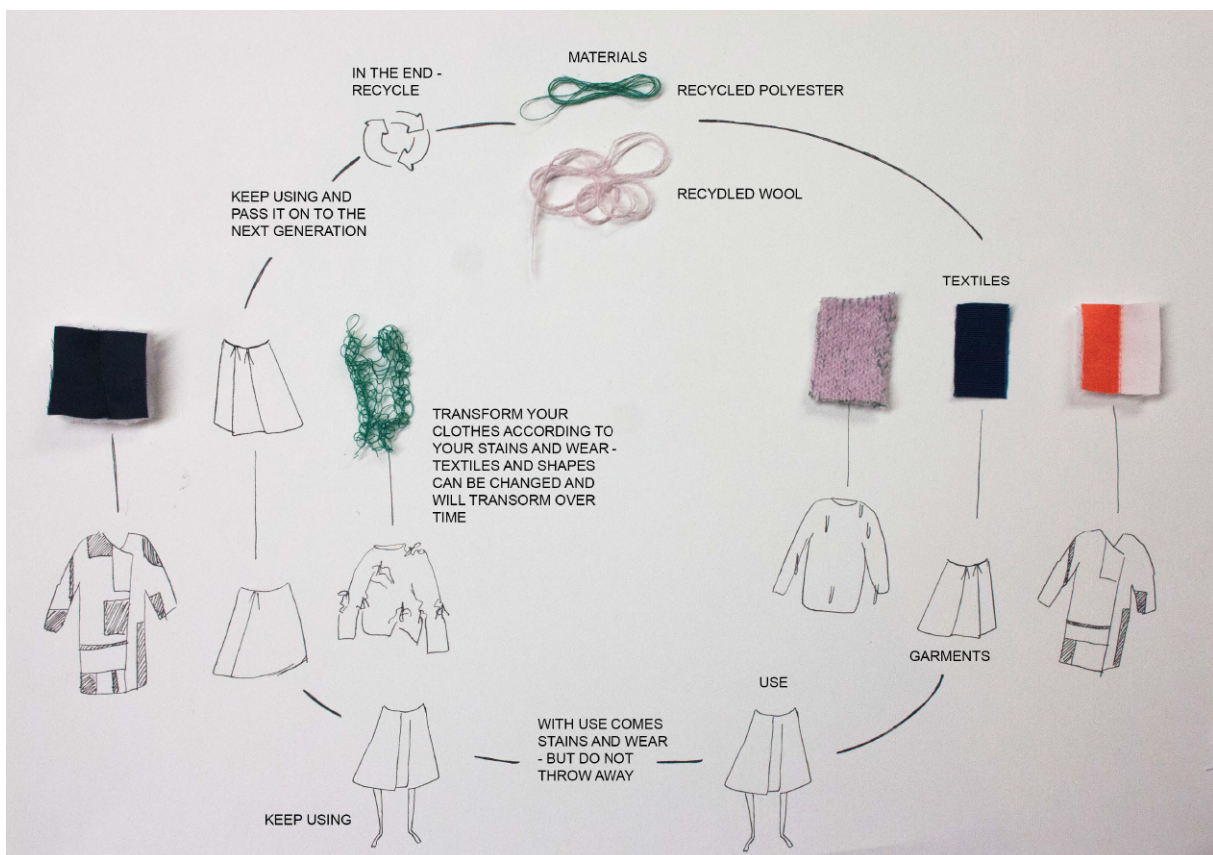 MATERIALS
IN THE END -
RECYCLE
RECYCLED POLYESTER
KEEP USING AND
PASS IT ON TO THE
NEXT GENERATION
RECYDLED WOOL
TEXTILES
TRANSFORM YOUR
CLOTHES ACCORDING TO
YOUR STAINS AND WEAR -
TEXTILES AND SHAPES
CAN BE CHANGED AND
WILL TRANSORM OVER
TIME
GARMENTS
USE
WITH USE COMES
STAINS AND WEAR
- BUT DO NOT
THROW AWAY
KEEP USING